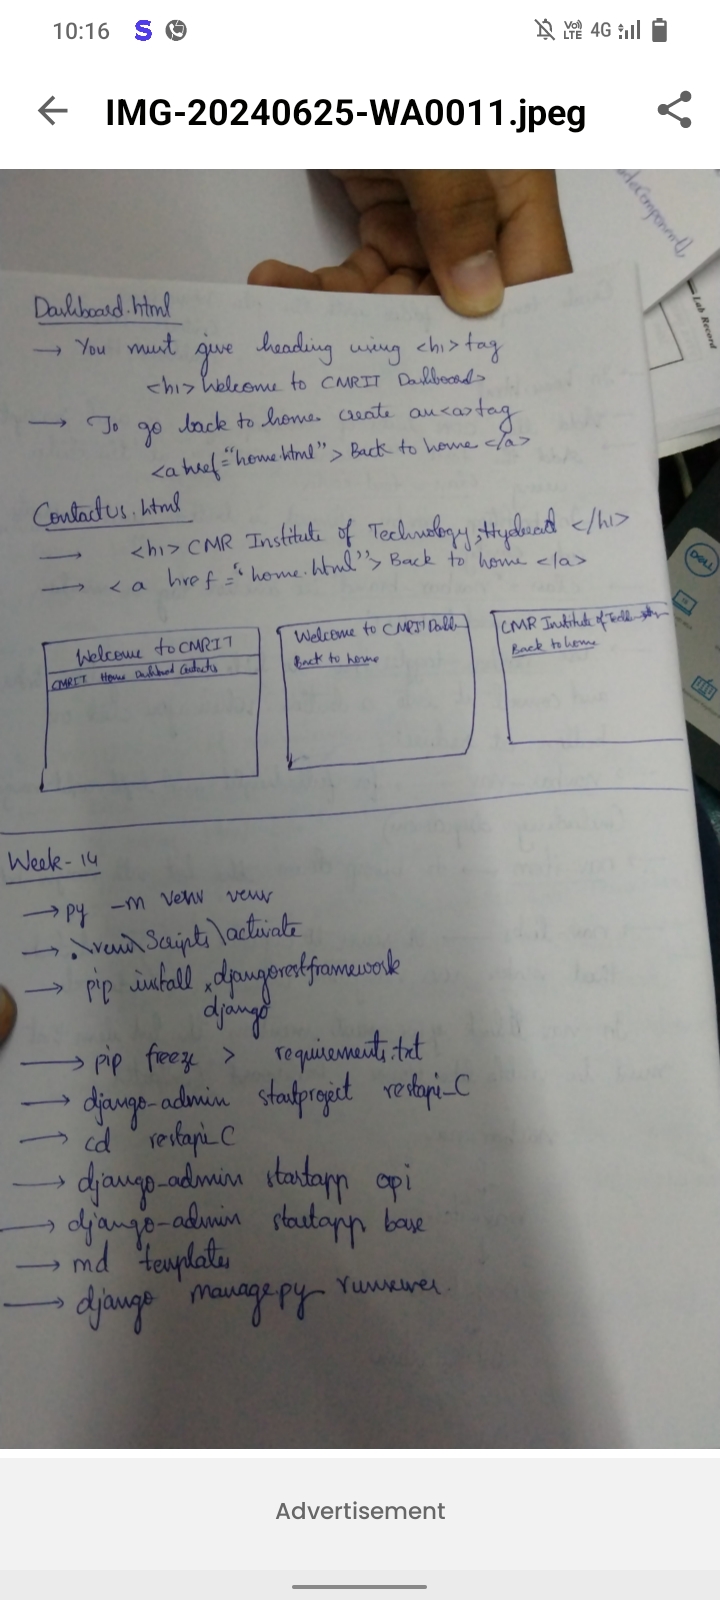 10:16 S Vo) LTE 4G
IMG-20240625-WA0011.jpeg
Lab Record
Dashboard.html
→ You must give heading using <h1> tag
<h1> Welcome to CMRIT Dashboard>
→ To go back to home create an <a> tag
<a href="home.html"> Back to home </a>
Contactus.html
→ <h1> CMR Institute of Technology, Hydread </h1>
→ < a href = "home.html"> Back to home </a>
Welcome to CMRIT
CMRIT Home Dashboard Contactus
Welcome to CMRIT Dash
Back to home
CMR Institute of
Back to home
DELL
Week-14
→ py -m venv venv
→ .\venv\Scripts\activate
→ pip install djangorestframework
django
→ pip freeze > requirements.txt
→ django-admin startproject restapi_C
→ cd restapi_C
→ django-admin startapp api
→ django-admin startapp base
→ md templates
→ django manage.py runserver.
Advertisement